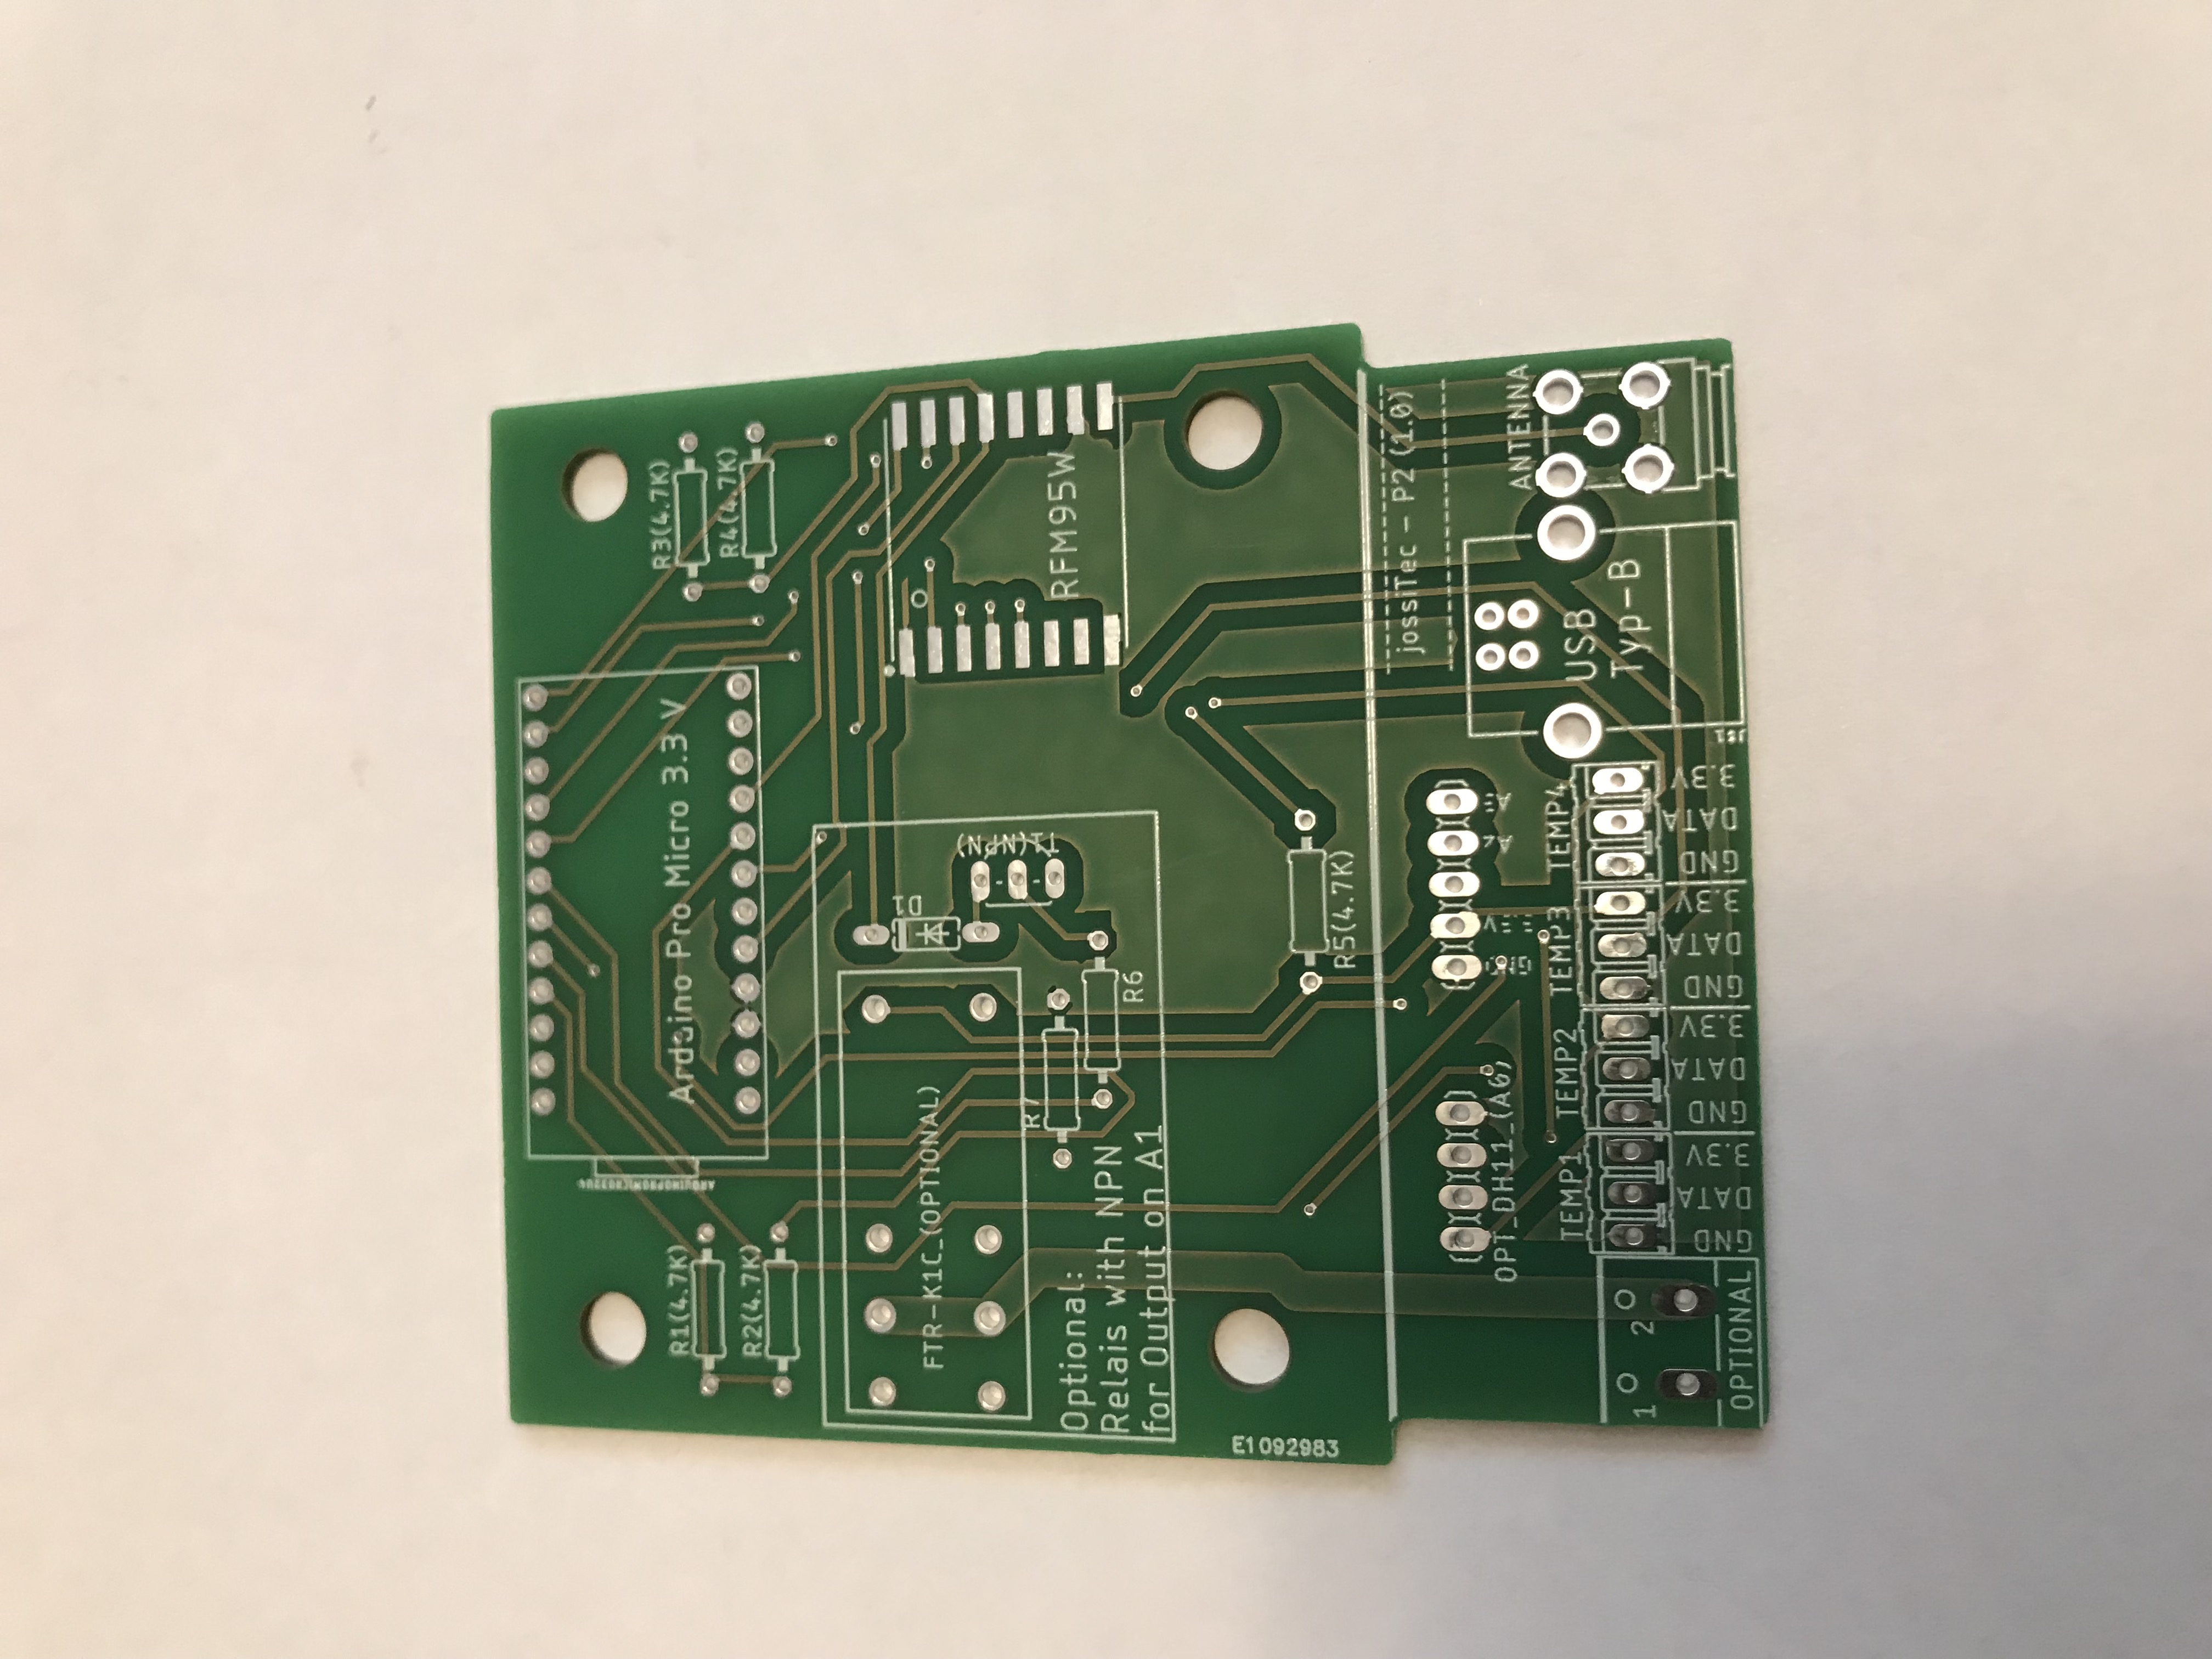 Arduino Pro Micro 3.3 V
R1(4.7K)
R2(4.7K)
R3(4.7K)
R4(4.7K)
FTR-K1C_(OPTIONAL)
D1
T1(NPN)
R7
R6
Optional:
Relais with NPN
for Output on A1
RFM95W
E1092983
R5(4.7K)
jossiTec - P2 (1.0)
OPT_DH11_(A0)
GND
A4
ANTENNA
TEMP1 TEMP2 TEMP3 TEMP4
USB
Typ-B
1 2
OPTIONAL
GND DATA 3.3V GND DATA 3.3V GND DATA 3.3V GND DATA 3.3V